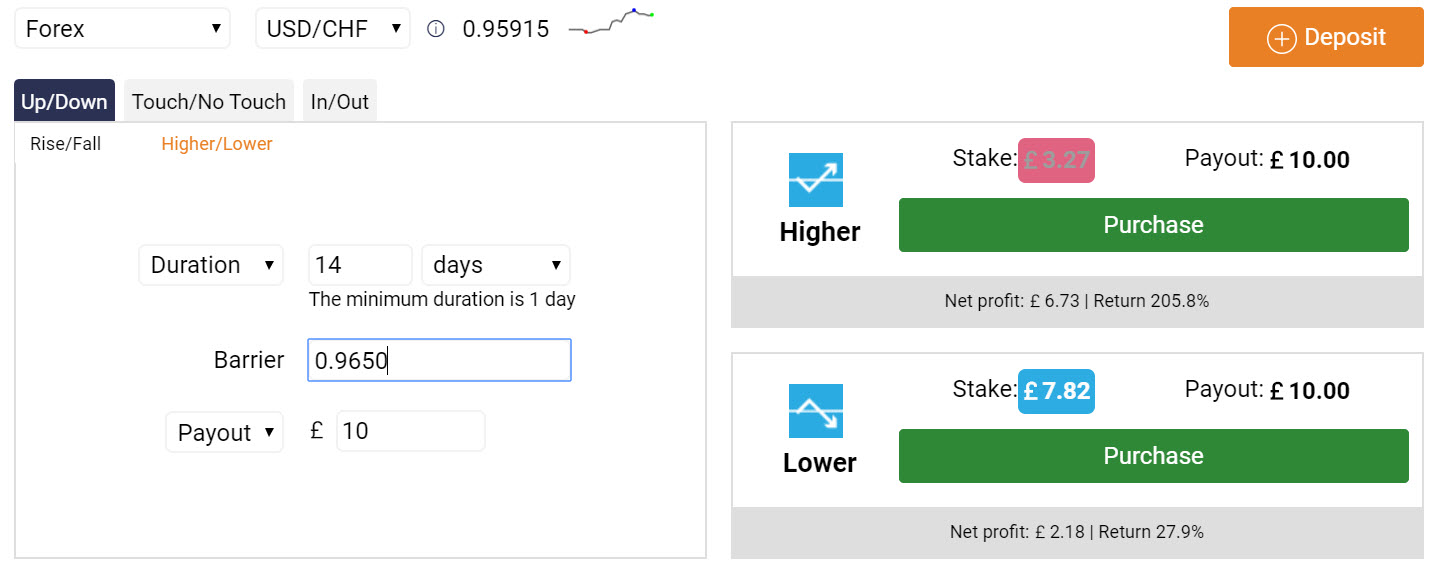 Forex USD/CHF 0.95915
Deposit
Up/Down Touch/No Touch In/Out
Rise/Fall Higher/Lower
Duration 14 days
The minimum duration is 1 day
Barrier 0.9650
Payout £ 10
Stake: £ 3.27 Payout: £ 10.00
Higher
Purchase
Net profit: £ 6.73 | Return 205.8%
Stake: £ 7.82 Payout: £ 10.00
Lower
Purchase
Net profit: £ 2.18 | Return 27.9%